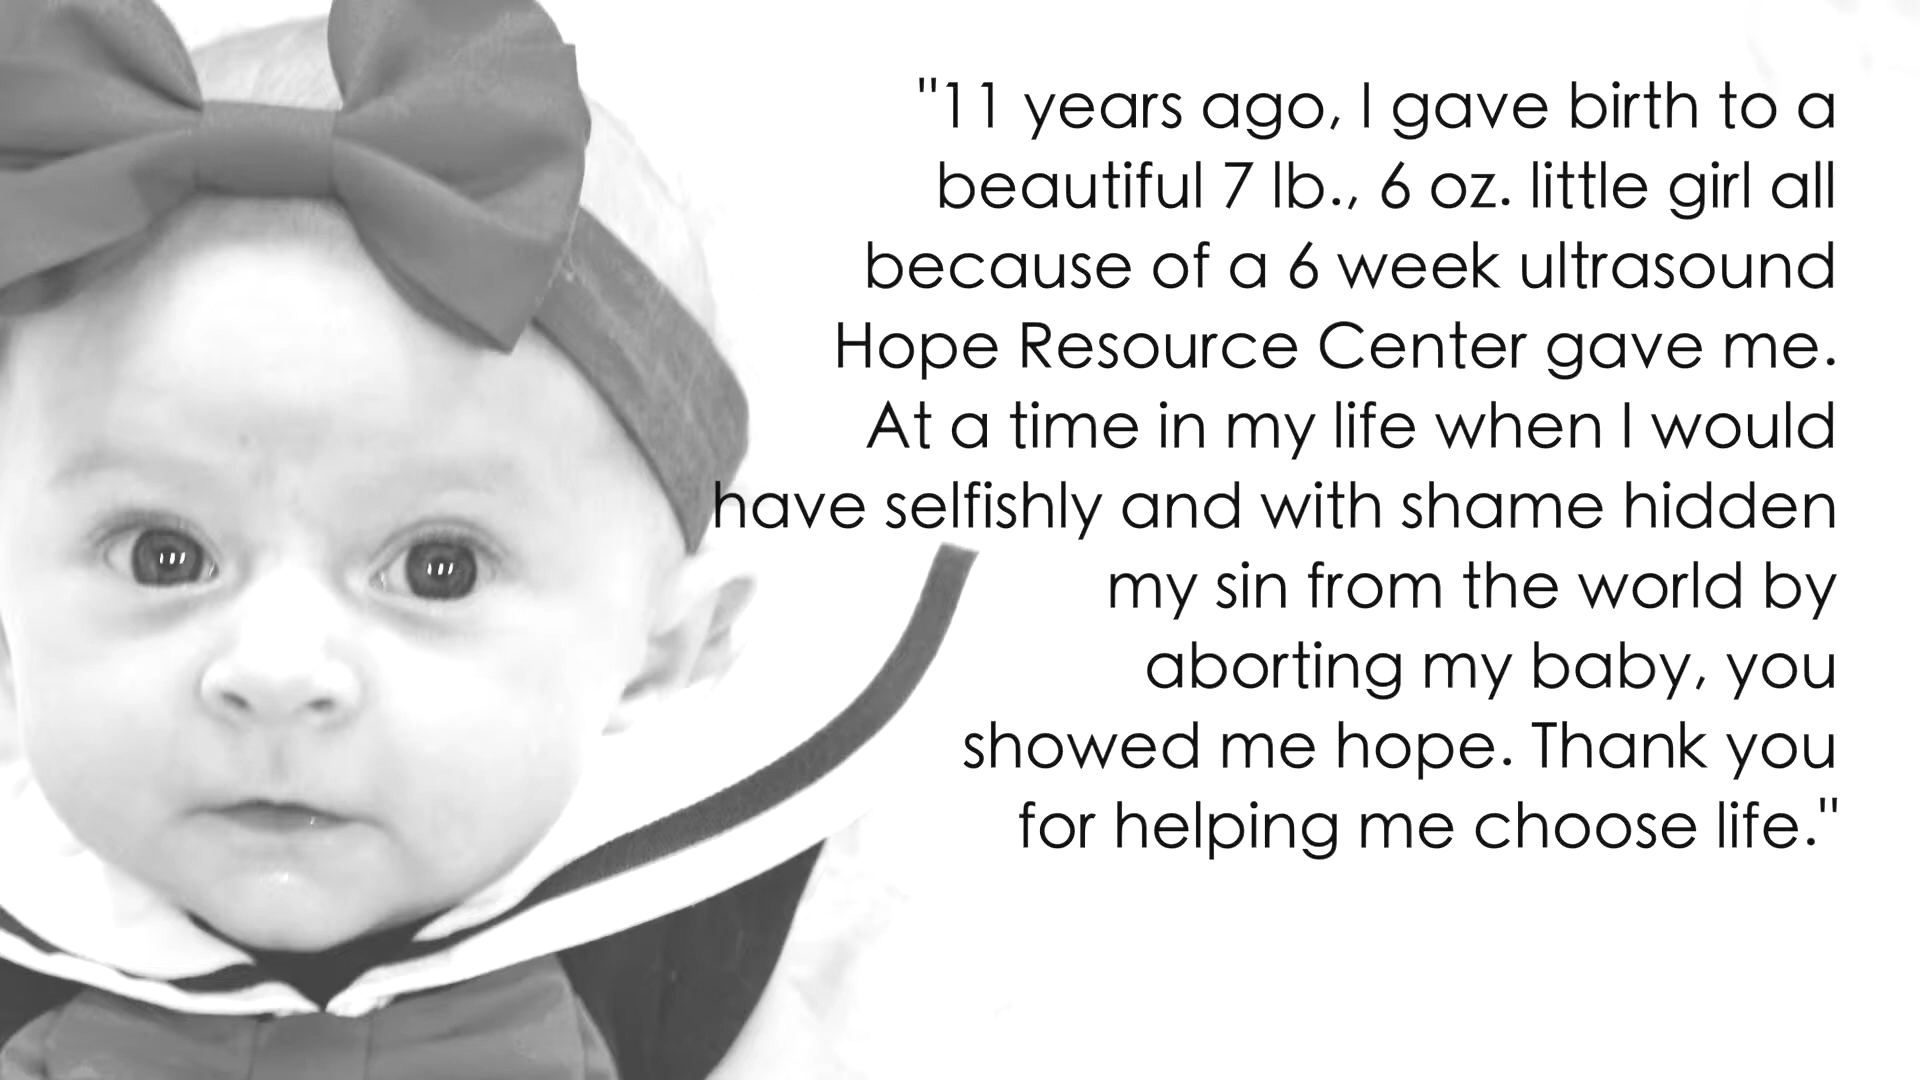 "11 years ago, I gave birth to a
beautiful 7 lb., 6 oz. little girl all
because of a 6 week ultrasound
Hope Resource Center gave me.
At a time in my life when I would
have selfishly and with shame hidden
my sin from the world by
aborting my baby, you
showed me hope. Thank you
for helping me choose life."